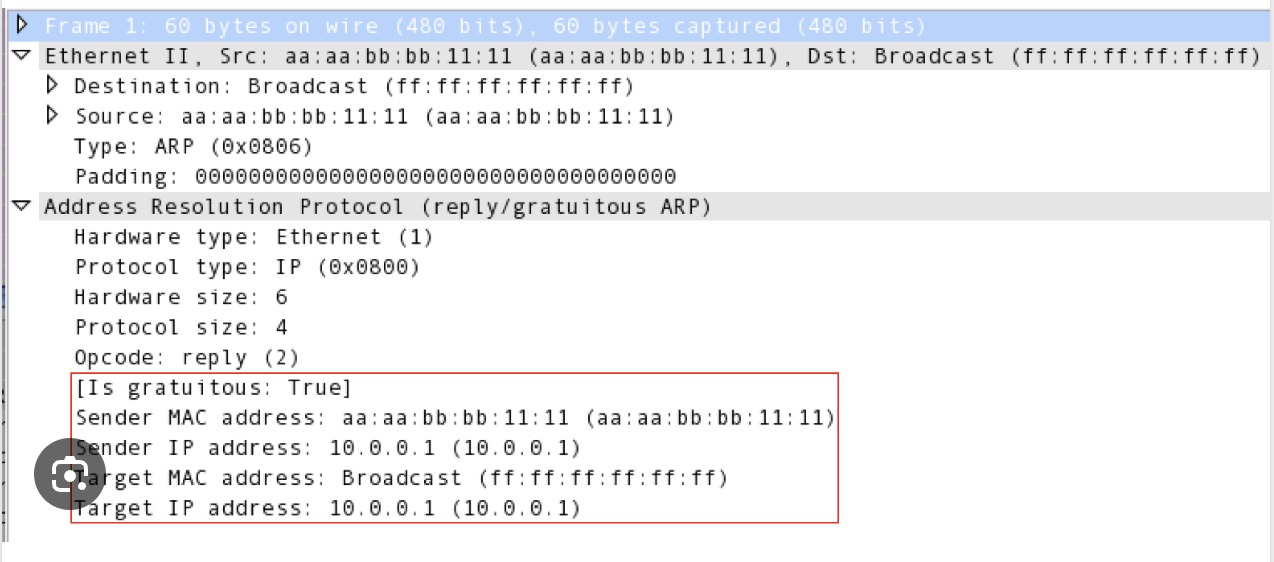 Frame 1: 60 bytes on wire (480 bits), 60 bytes captured (480 bits)
Ethernet II, Src: aa:aa:bb:bb:11:11 (aa:aa:bb:bb:11:11), Dst: Broadcast (ff:ff:ff:ff:ff:ff)
Destination: Broadcast (ff:ff:ff:ff:ff:ff)
Source: aa:aa:bb:bb:11:11 (aa:aa:bb:bb:11:11)
Type: ARP (0x0806)
Padding: 000000000000000000000000000000000000
Address Resolution Protocol (reply/gratuitous ARP)
Hardware type: Ethernet (1)
Protocol type: IP (0x0800)
Hardware size: 6
Protocol size: 4
Opcode: reply (2)
[Is gratuitous: True]
Sender MAC address: aa:aa:bb:bb:11:11 (aa:aa:bb:bb:11:11)
Sender IP address: 10.0.0.1 (10.0.0.1)
Target MAC address: Broadcast (ff:ff:ff:ff:ff:ff)
Target IP address: 10.0.0.1 (10.0.0.1)